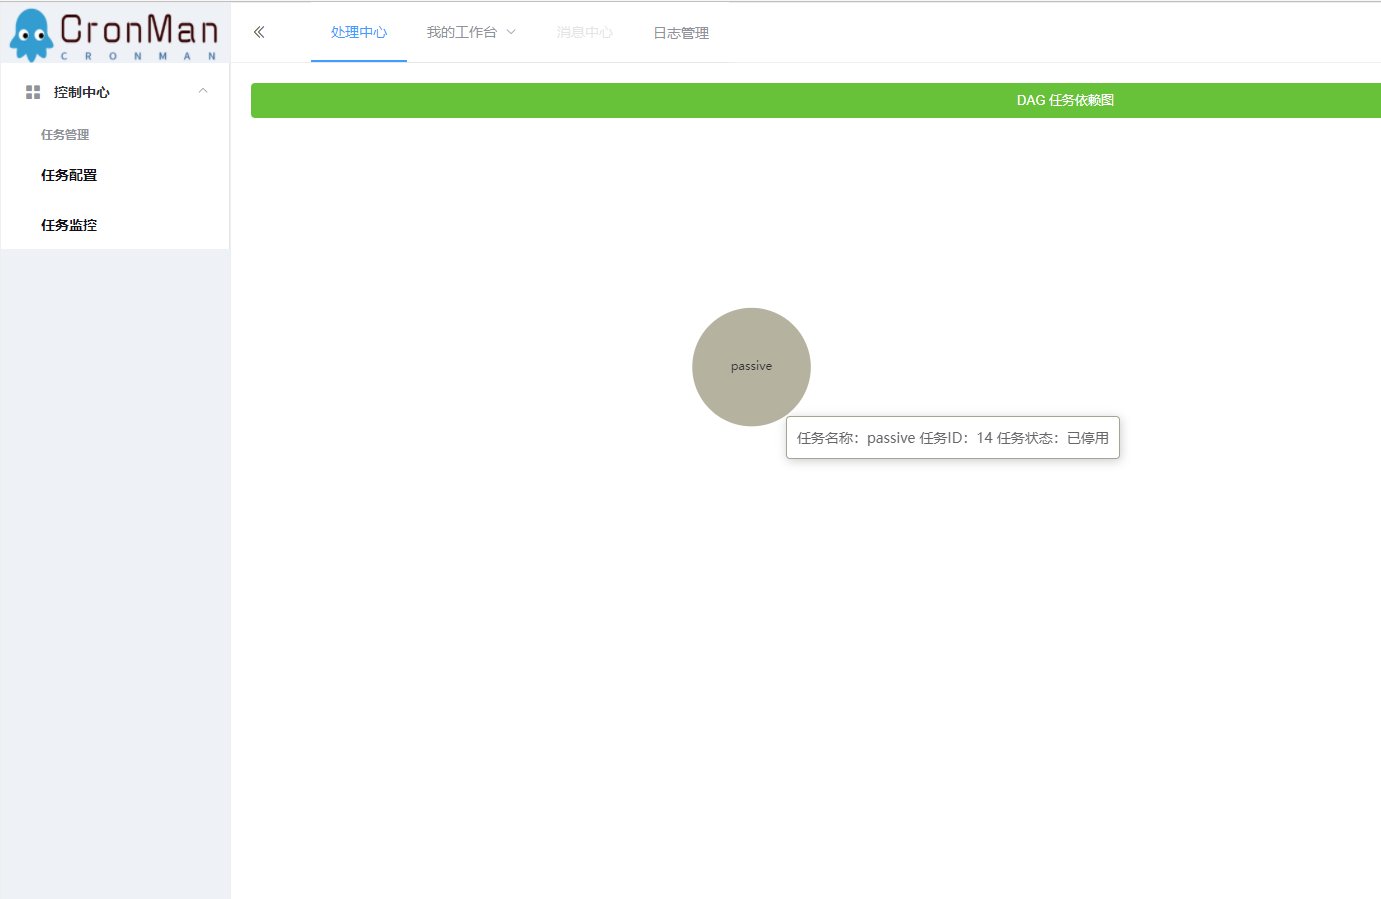 CronMan
CRONMAN
处理中心
我的工作台
消息中心
日志管理
控制中心
任务管理
任务配置
任务监控
DAG 任务依赖图
passive
任务名称：passive 任务ID：14 任务状态：已停用